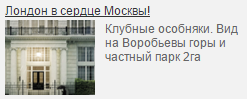 Лондон в сердце Москвы!
Клубные особняки. Вид
на Воробьевы горы и
частный парк 2га